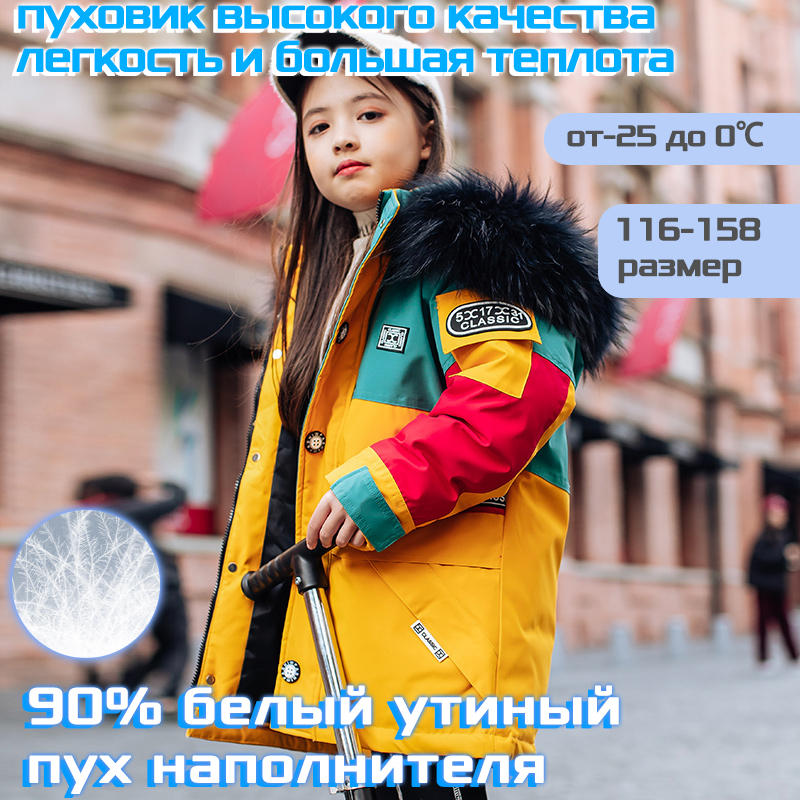 пуховик высокого качества
легкость и большая теплота
от-25 до 0℃
116-158
размер
CLASSIC
CLASSIC
90% белый утиный
пух наполнителя